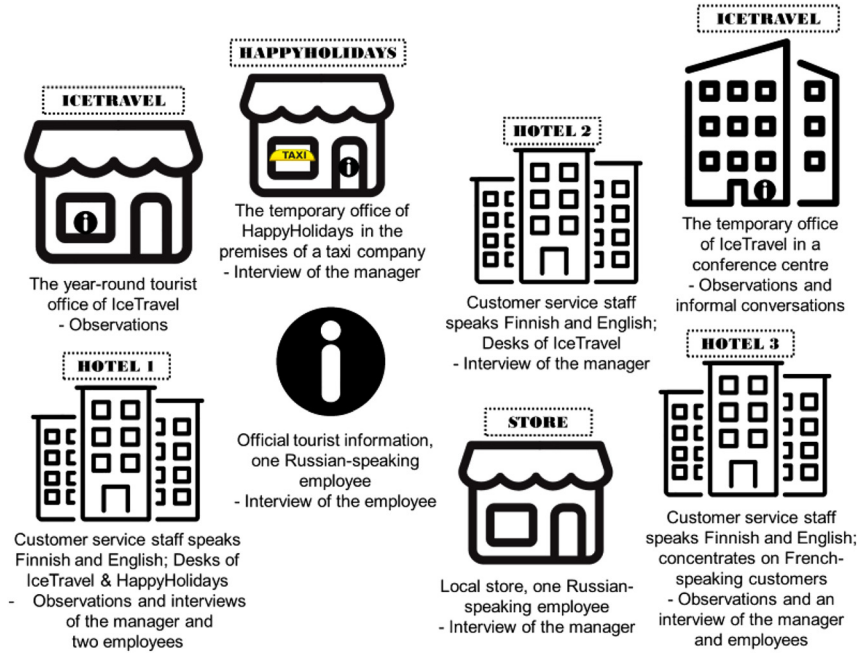 ICETRAVEL
i
The year-round tourist
office of IceTravel
- Observations
HAPPYHOLIDAYS
TAXI
i
The temporary office of
HappyHolidays in the
premises of a taxi company
- Interview of the manager
HOTEL 2
Customer service staff
speaks Finnish and English;
Desks of IceTravel
- Interview of the manager
ICETRAVEL
i
The temporary office
of IceTravel in a
conference centre
- Observations and
informal conversations
HOTEL 1
Customer service staff speaks
Finnish and English; Desks of
IceTravel & HappyHolidays
- Observations and interviews
of the manager and
two employees
i
Official tourist information,
one Russian-speaking
employee
- Interview of the employee
STORE
Local store, one Russian-
speaking employee
- Interview of the manager
HOTEL 3
Customer service staff
speaks Finnish and English;
concentrates on French-
speaking customers
- Observations and an
interview of the manager
and employees